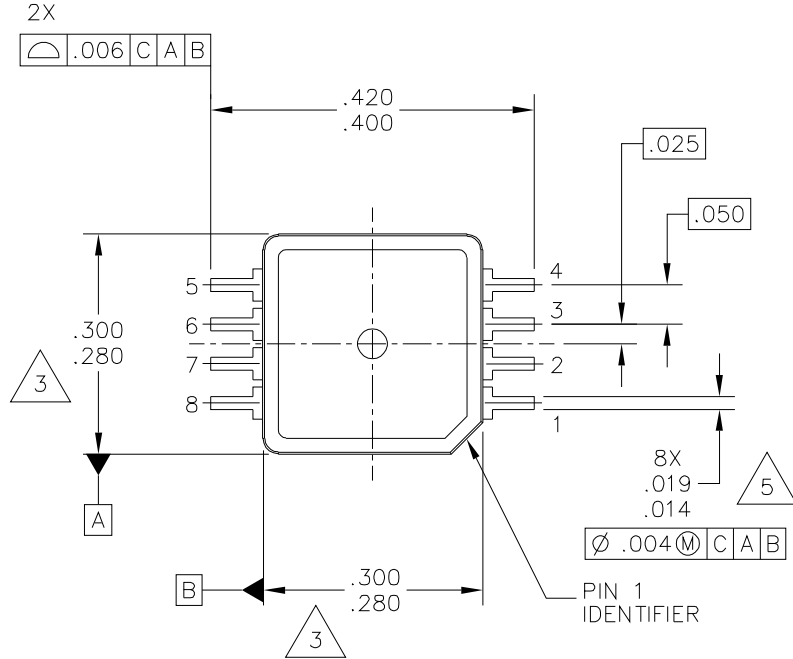 2X
⌓ .006 C A B
.420
.400
.025
.050
5
4
6
3
.300
.280
3
7
2
8
1
8X
.019
.014
5
A
⌀ .004 Ⓜ C A B
B
.300
.280
3
PIN 1
IDENTIFIER